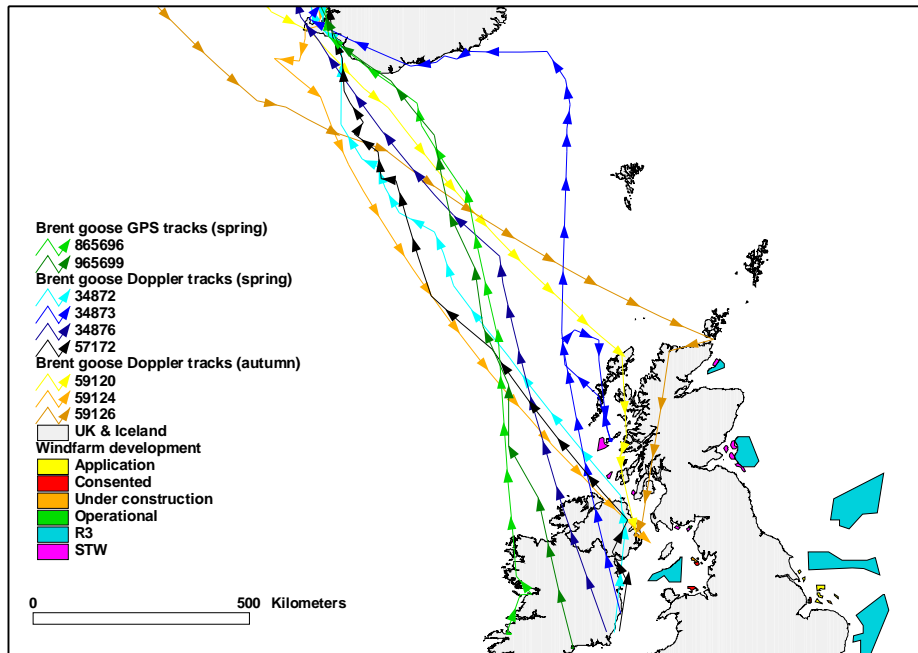 Brent goose GPS tracks (spring)
865696
965699
Brent goose Doppler tracks (spring)
34872
34873
34876
57172
Brent goose Doppler tracks (autumn)
59120
59124
59126
UK & Iceland
Windfarm development
Application
Consented
Under construction
Operational
R3
STW
0 500 Kilometers